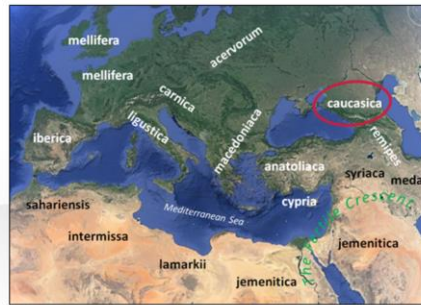 mellifera
acervorum
mellifera
carnica
caucasica
iberica
ligustica
macedoniaca
remipes
anatoliaca
syriaca
meda
sahariensis
cypria
Mediterranean Sea
The Fertile Crescent
intermissa
jemenitica
lamarkii
jemenitica